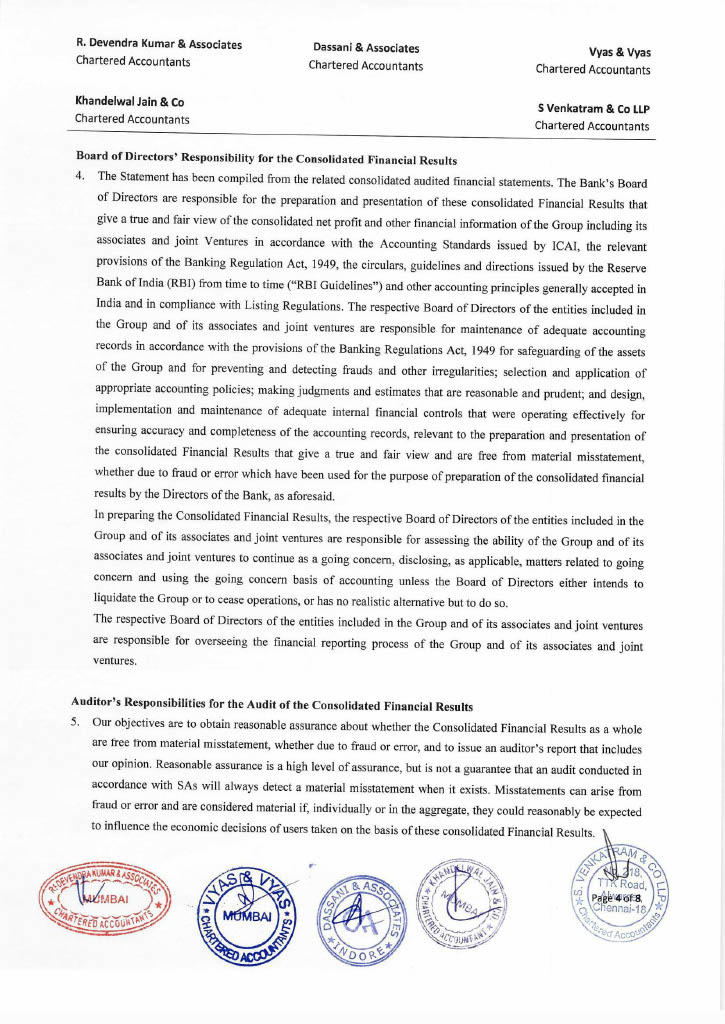 R. Devendra Kumar & Associates
Chartered Accountants
Dassani & Associates
Chartered Accountants
Vyas & Vyas
Chartered Accountants
Khandelwal Jain & Co
Chartered Accountants
S Venkatram & Co LLP
Chartered Accountants
Board of Directors' Responsibility for the Consolidated Financial Results
4. The Statement has been compiled from the related consolidated audited financial statements. The Bank's Board
of Directors are responsible for the preparation and presentation of these consolidated Financial Results that
give a true and fair view of the consolidated net profit and other financial information of the Group including its
associates and joint Ventures in accordance with the Accounting Standards issued by ICAI, the relevant
provisions of the Banking Regulation Act, 1949, the circulars, guidelines and directions issued by the Reserve
Bank of India (RBI) from time to time ("RBI Guidelines") and other accounting principles generally accepted in
India and in compliance with Listing Regulations. The respective Board of Directors of the entities included in
the Group and of its associates and joint ventures are responsible for maintenance of adequate accounting
records in accordance with the provisions of the Banking Regulations Act, 1949 for safeguarding of the assets
of the Group and for preventing and detecting frauds and other irregularities; selection and application of
appropriate accounting policies; making judgments and estimates that are reasonable and prudent; and design,
implementation and maintenance of adequate internal financial controls that were operating effectively for
ensuring accuracy and completeness of the accounting records, relevant to the preparation and presentation of
the consolidated Financial Results that give a true and fair view and are free from material misstatement,
whether due to fraud or error which have been used for the purpose of preparation of the consolidated financial
results by the Directors of the Bank, as aforesaid.
In preparing the Consolidated Financial Results, the respective Board of Directors of the entities included in the
Group and of its associates and joint ventures are responsible for assessing the ability of the Group and of its
associates and joint ventures to continue as a going concern, disclosing, as applicable, matters related to going
concern and using the going concern basis of accounting unless the Board of Directors either intends to
liquidate the Group or to cease operations, or has no realistic alternative but to do so.
The respective Board of Directors of the entities included in the Group and of its associates and joint ventures
are responsible for overseeing the financial reporting process of the Group and of its associates and joint
ventures.
Auditor's Responsibilities for the Audit of the Consolidated Financial Results
5. Our objectives are to obtain reasonable assurance about whether the Consolidated Financial Results as a whole
are free from material misstatement, whether due to fraud or error, and to issue an auditor's report that includes
our opinion. Reasonable assurance is a high level of assurance, but is not a guarantee that an audit conducted in
accordance with SAs will always detect a material misstatement when it exists. Misstatements can arise from
fraud or error and are considered material if, individually or in the aggregate, they could reasonably be expected
to influence the economic decisions of users taken on the basis of these consolidated Financial Results.
R. DEVENDRA KUMAR & ASSOCIATES
MUMBAI
CHARTERED ACCOUNTANTS
VYAS & VYAS
MUMBAI
CHARTERED ACCOUNTANTS
DASSANI & ASSOCIATES
INDORE
KHANDELWAL JAIN & CO.
MUMBAI
CHARTERED ACCOUNTANTS
S. VENKATRAM & CO LLP
218,
TTK Road,
Page 4 of 8
Chennai-18
Chartered Accountants